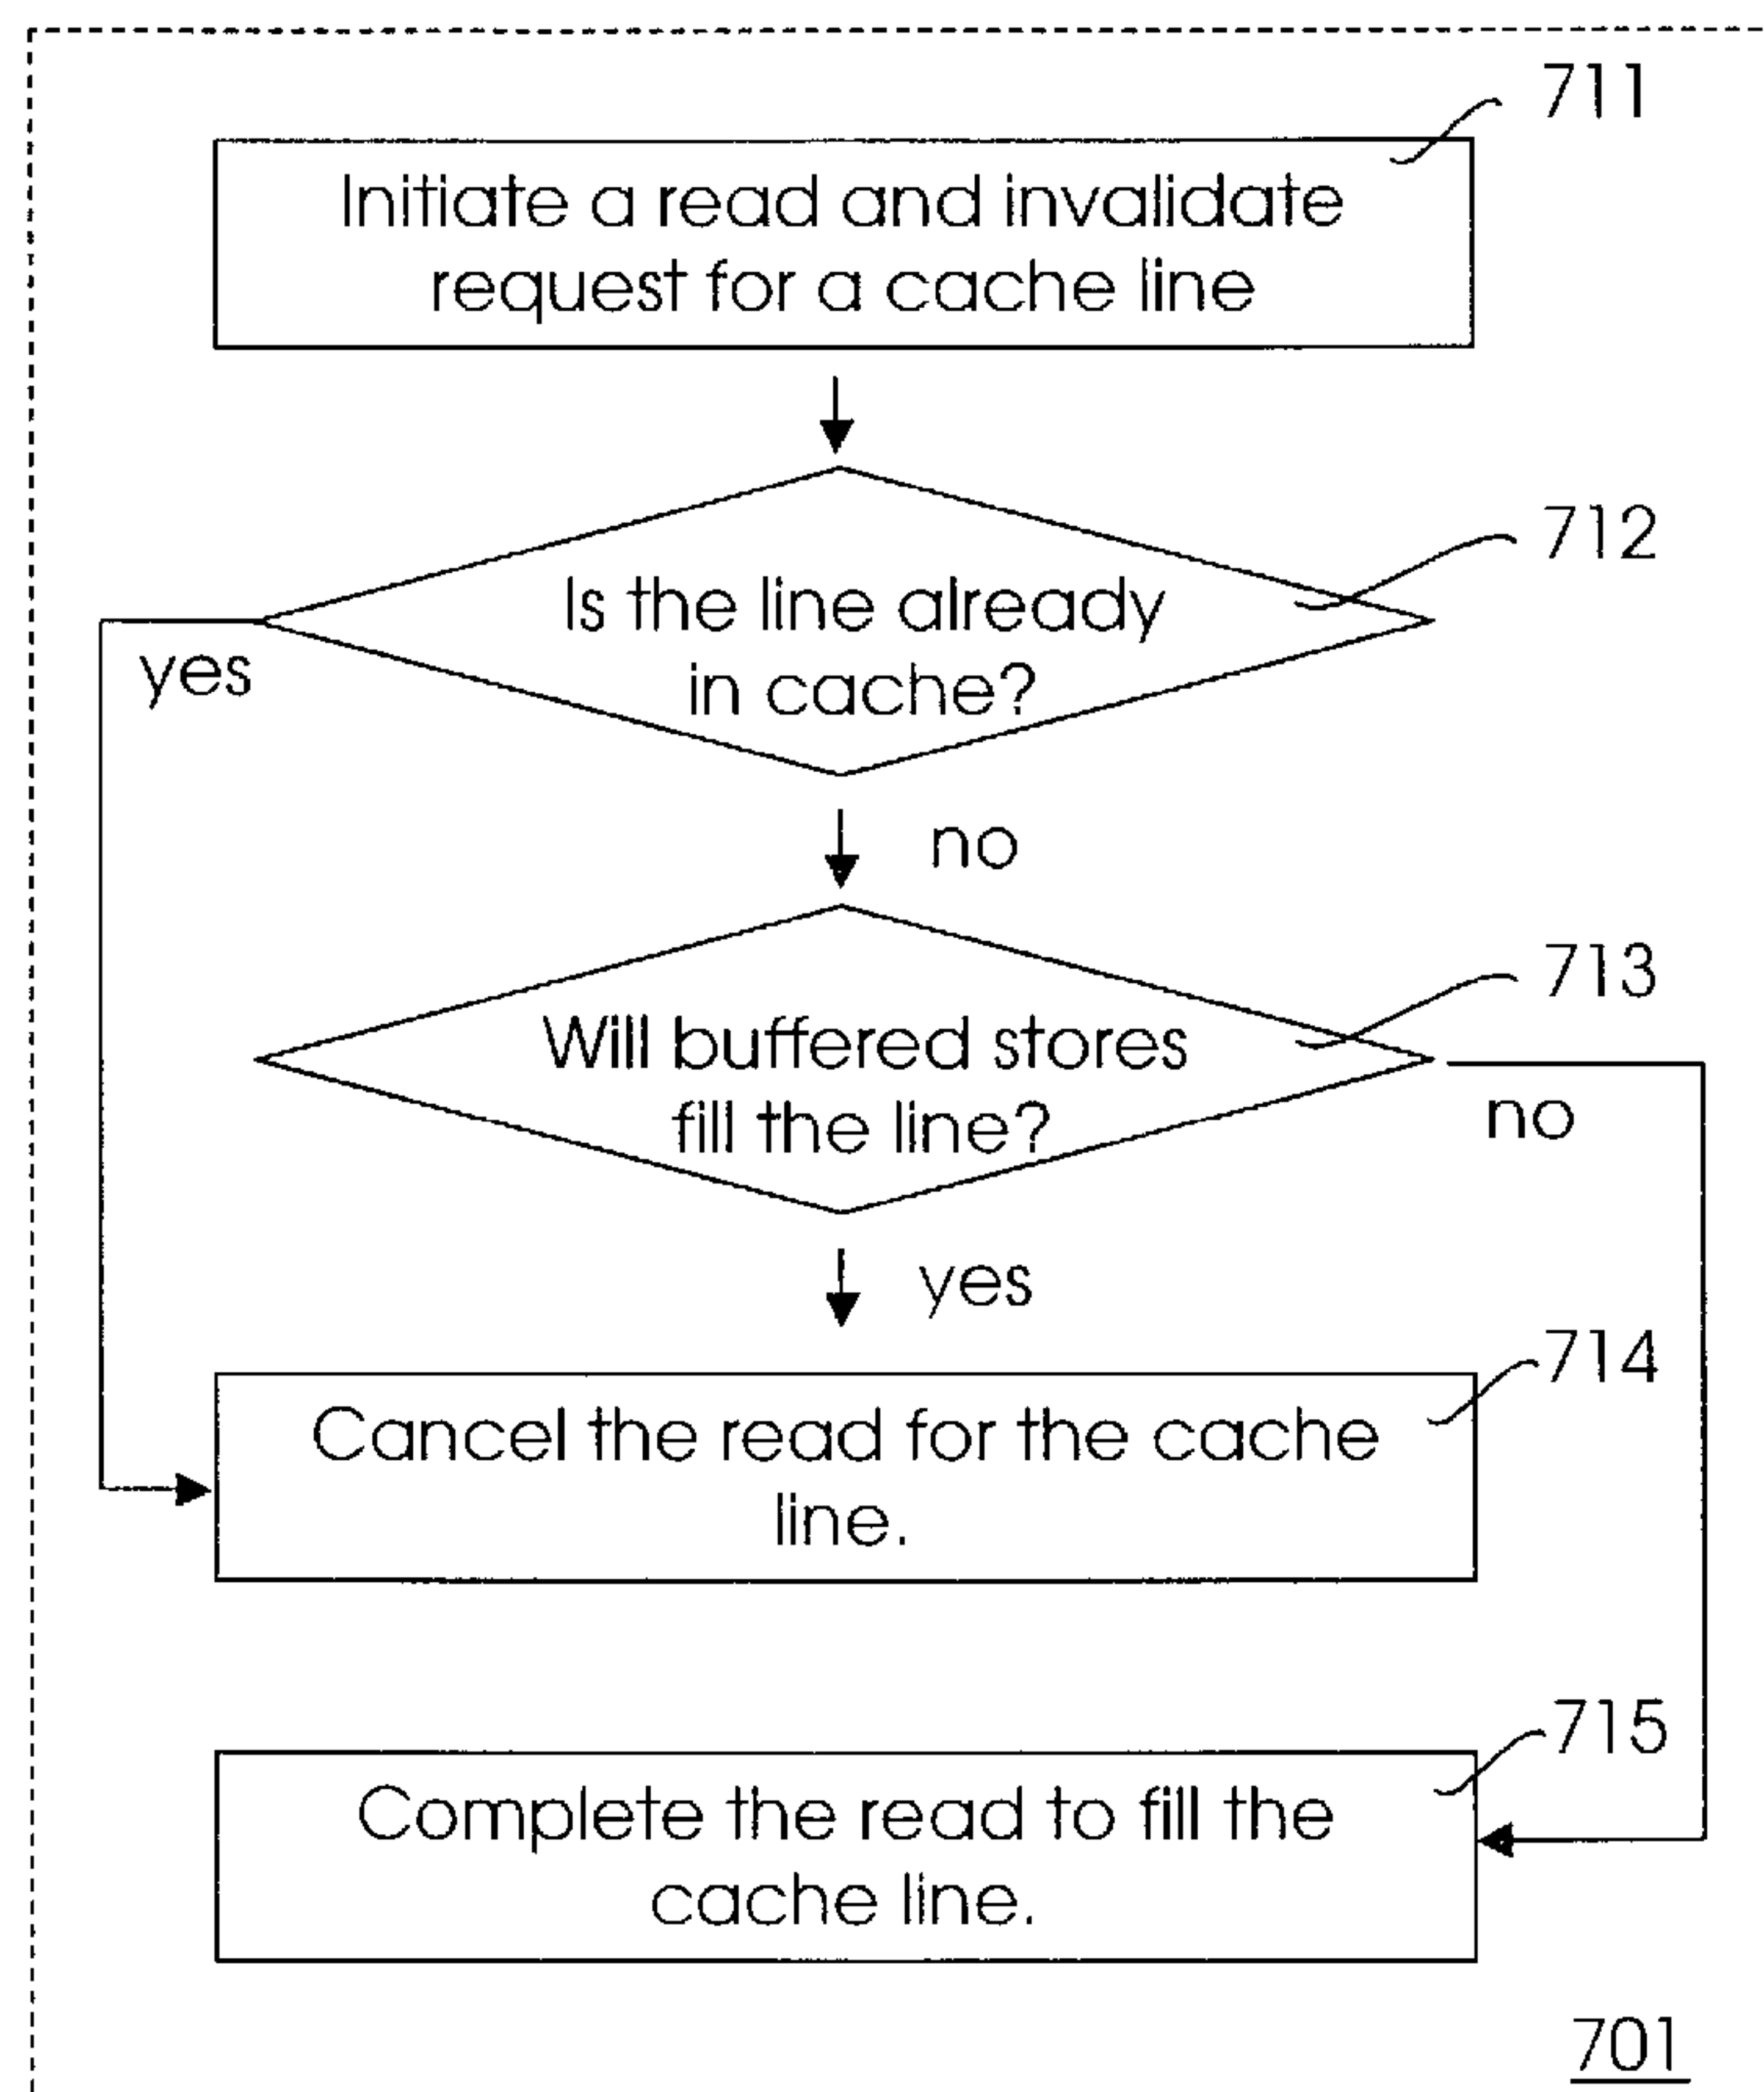 711
Initiate a read and invalidate
request for a cache line
712
Is the line already
in cache?
yes
no
713
Will buffered stores
fill the line?
no
yes
714
Cancel the read for the cache
line.
715
Complete the read to fill the
cache line.
701